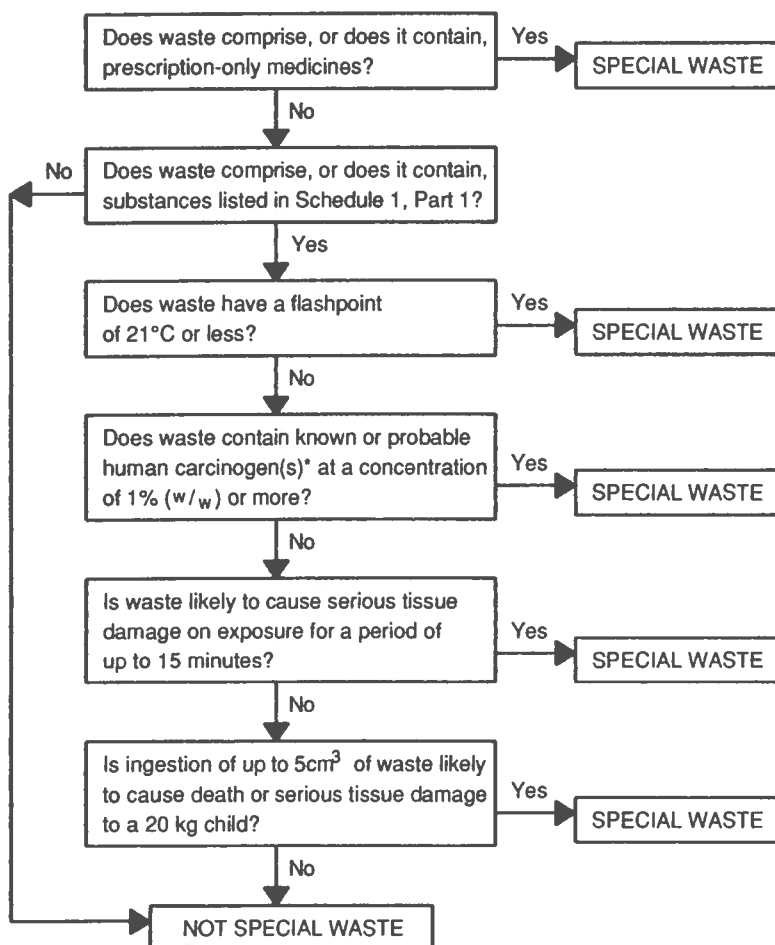 Does waste comprise, or does it contain,
prescription-only medicines?
Yes
SPECIAL WASTE
No
Does waste comprise, or does it contain,
substances listed in Schedule 1, Part 1?
No
Yes
Does waste have a flashpoint
of 21°C or less?
Yes
SPECIAL WASTE
No
Does waste contain known or probable
human carcinogen(s)* at a concentration
of 1% (w/w) or more?
Yes
SPECIAL WASTE
No
Is waste likely to cause serious tissue
damage on exposure for a period of
up to 15 minutes?
Yes
SPECIAL WASTE
No
Is ingestion of up to 5cm³ of waste likely
to cause death or serious tissue damage
to a 20 kg child?
Yes
SPECIAL WASTE
No
NOT SPECIAL WASTE